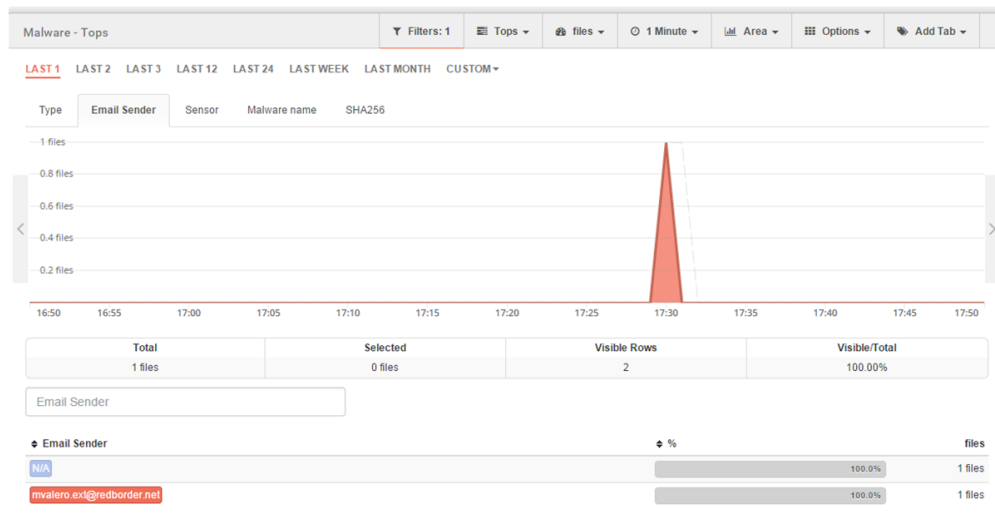 Malware - Tops Filters: 1 Tops files 1 Minute Area Options Add Tab
LAST 1 LAST 2 LAST 3 LAST 12 LAST 24 LAST WEEK LAST MONTH CUSTOM
Type Email Sender Sensor Malware name SHA256
1 files
0.8 files
0.6 files
0.4 files
0.2 files
16:50 16:55 17:00 17:05 17:10 17:15 17:20 17:25 17:30 17:35 17:40 17:45 17:50
Total Selected Visible Rows Visible/Total
1 files 0 files 2 100.00%
Email Sender
Email Sender % files
N/A 100.0% 1 files
mvalero.ext@redborder.net 100.0% 1 files